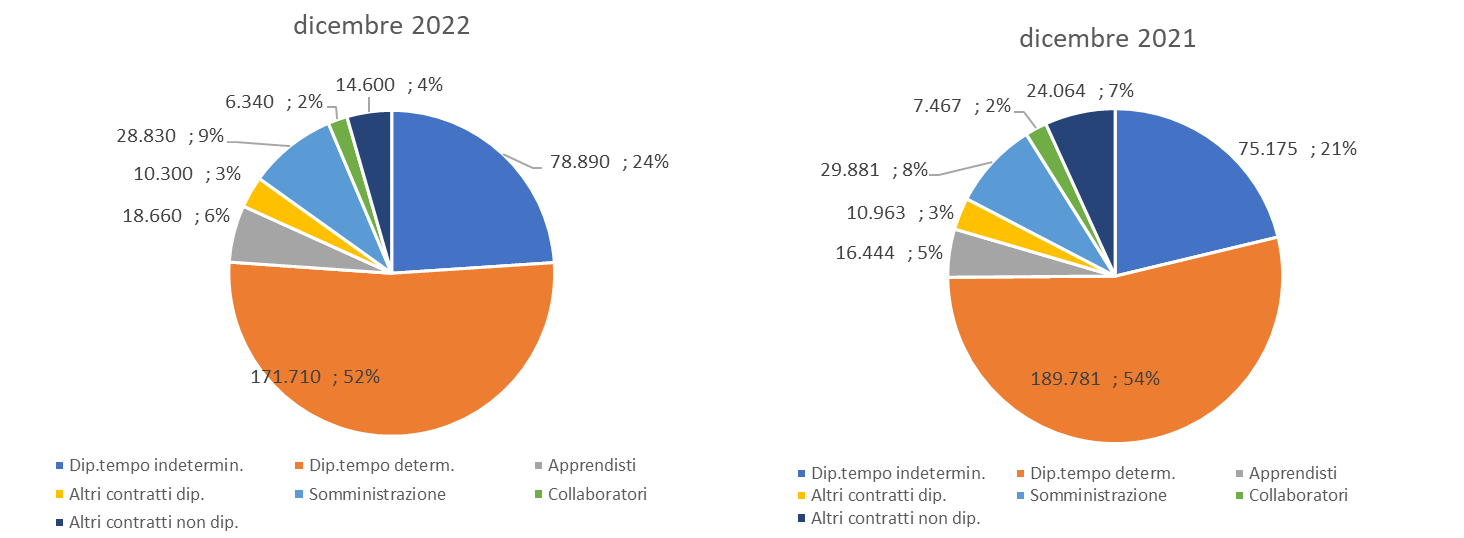 dicembre 2022
14.600 ; 4%
6.340 ; 2%
28.830 ; 9%
10.300 ; 3%
18.660 ; 6%
78.890 ; 24%
171.710 ; 52%
Dip.tempo indetermin.
Dip.tempo determ.
Apprendisti
Altri contratti dip.
Somministrazione
Collaboratori
Altri contratti non dip.
dicembre 2021
24.064 ; 7%
7.467 ; 2%
29.881 ; 8%
10.963 ; 3%
16.444 ; 5%
75.175 ; 21%
189.781 ; 54%
Dip.tempo indetermin.
Dip.tempo determ.
Apprendisti
Altri contratti dip.
Somministrazione
Collaboratori
Altri contratti non dip.